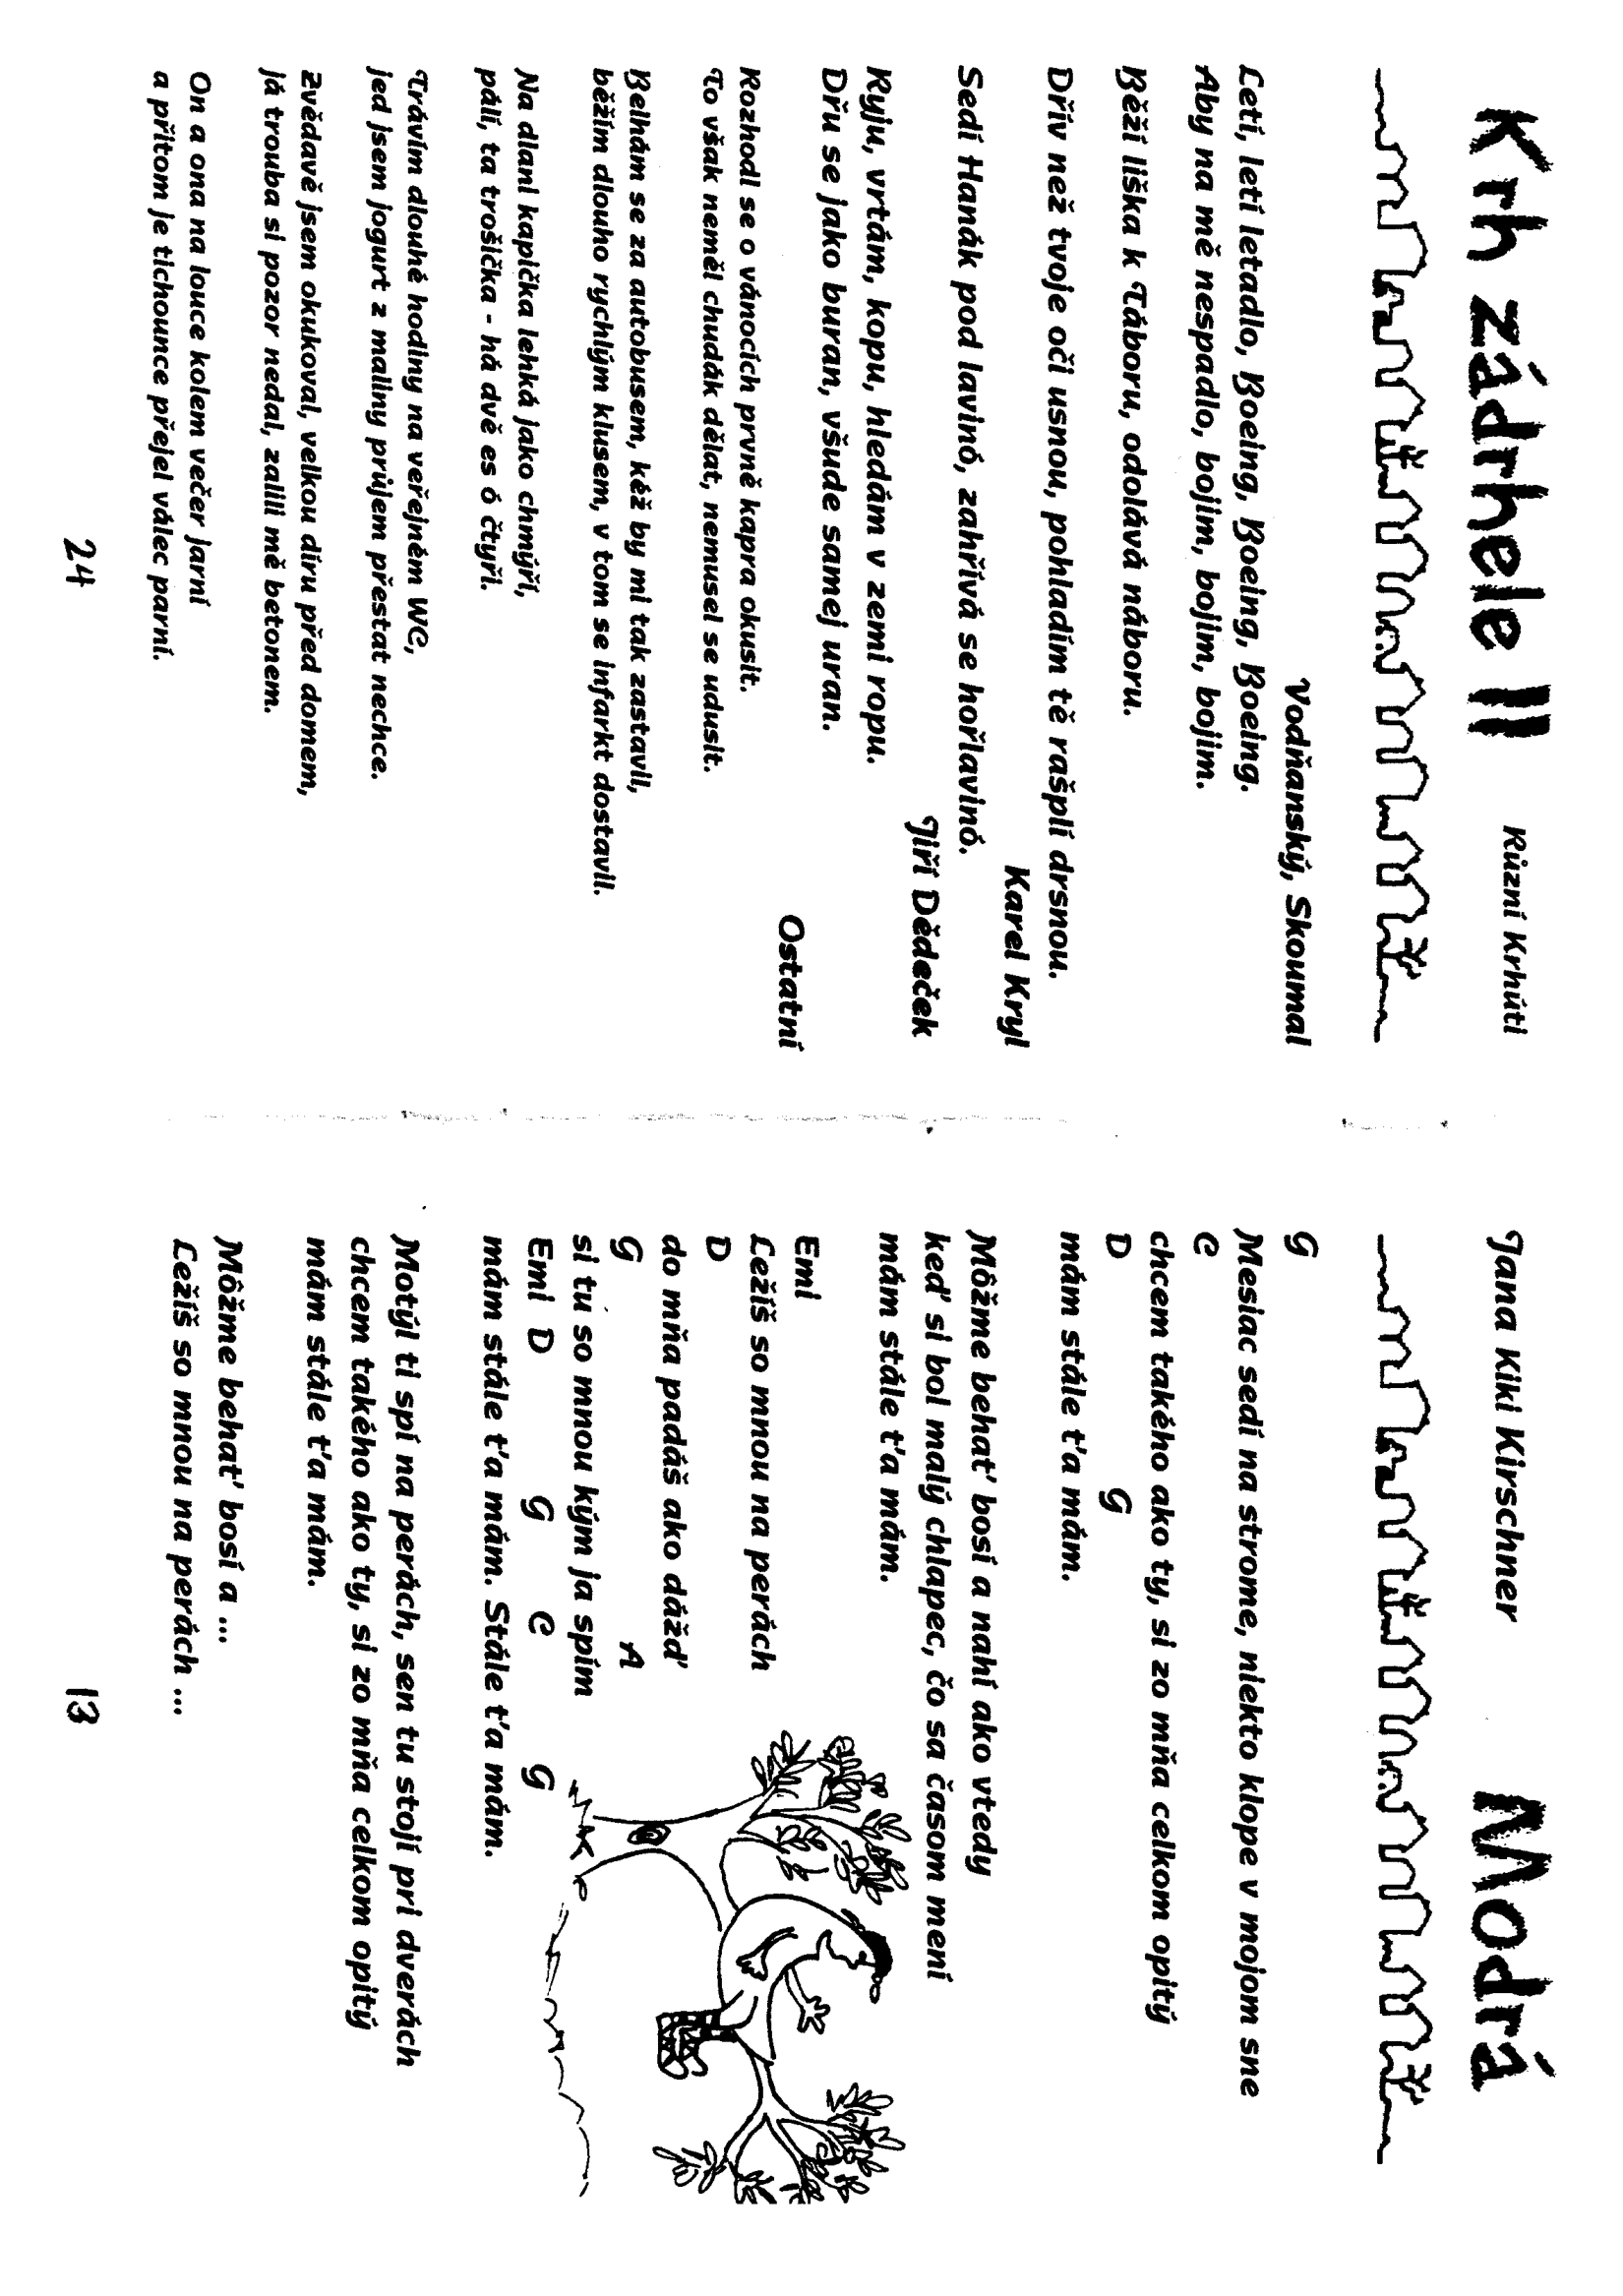 Krh zádrhele II
Různí Krhúti
Vodňanský, Skoumal
Letí, letí letadlo, Boeing, Boeing, Boeing.
Aby na mě nespadlo, bojim, bojim, bojim.
Běží liška k Táboru, odolává náboru.
Dřív než tvoje oči usnou, pohladím tě rašplí drsnou.
Karel Kryl
Sedí Hanák pod lavinó, zahřívá se hořlavinó.
Jiří Dědeček
Ryju, vrtám, kopu, hledám v zemi ropu.
Dřu se jako buran, všude samej uran.
Ostatní
Rozhodl se o vánocích prvně kapra okusit.
To však neměl chudák dělat, nemusel se udusit.
Belhám se za autobusem, kéž by mi tak zastavil,
běžím dlouho rychlým klusem, v tom se infarkt dostavil.
Na dlani kapička lehká jako chmýří,
pálí, ta trošička - há dvě es ó čtyři.
Trávím dlouhé hodiny na veřejném WC,
jed jsem jogurt z maliny průjem přestat nechce.
Zvědavě jsem okukoval, velkou díru před domem,
já trouba si pozor nedal, zalili mě betonem.
On a ona na louce kolem večer jarní
a přitom je tichounce přejel válec parní.
24
Jana Kiki Kirschner
Modrá
G
Mesiac sedí na strome, niekto klope v mojom sne
C
chcem takého ako ty, si zo mňa celkom opitý
D G
mám stále ťa mám.
Môžme behať bosí a nahí ako vtedy
keď si bol malý chlapec, čo sa časom mení
mám stále ťa mám.
Emi
Ležíš so mnou na perách
D
do mňa padáš ako dážď
G A
si tu so mnou kým ja spím
Emi D G C G
mám stále ťa mám. Stále ťa mám.
Motýl ti spí na perách, sen tu stojí pri dverách
chcem takého ako ty, si zo mňa celkom opitý
mám stále ťa mám.
Môžme behať bosí a ...
Ležíš so mnou na perách ...
13